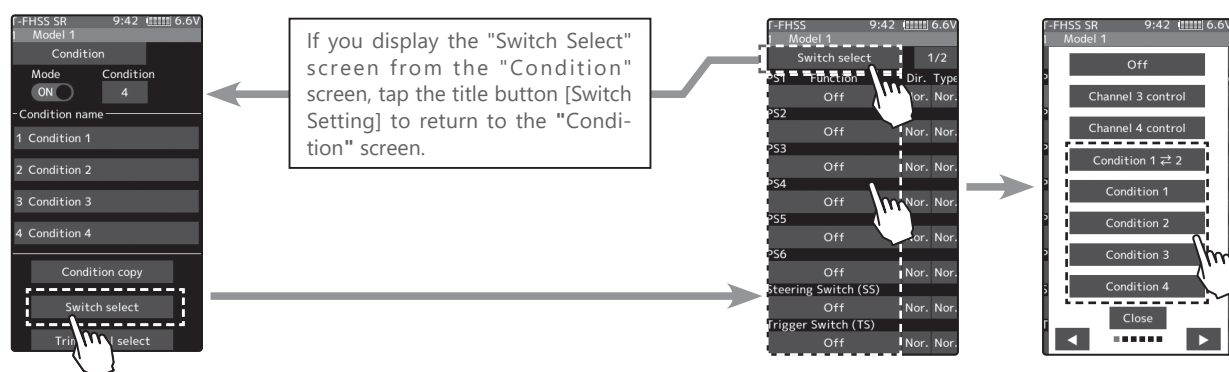 T-FHSS SR 9:42 6.6V
1 Model 1
Condition
Mode Condition
ON 4
Condition name
1 Condition 1
2 Condition 2
3 Condition 3
4 Condition 4
Condition copy
Switch select
If you display the "Switch Select"
screen from the "Condition"
screen, tap the title button [Switch
Setting] to return to the "Condi-
tion" screen.
T-FHSS 9:42 6.6V
1 Model 1
Switch select 1/2
PS1 Function Dir. Type
Off Nor. Nor.
PS2
Off Nor. Nor.
PS3
Off Nor. Nor.
PS4
Off Nor. Nor.
PS5
Off Nor. Nor.
PS6
Off Nor. Nor.
Steering Switch (SS)
Off Nor. Nor.
Trigger Switch (TS)
Off Nor. Nor.
T-FHSS SR 9:42 6.6V
1 Model 1
Off
Channel 3 control
Channel 4 control
Condition 1 ⇄ 2
Condition 1
Condition 2
Condition 3
Condition 4
Close